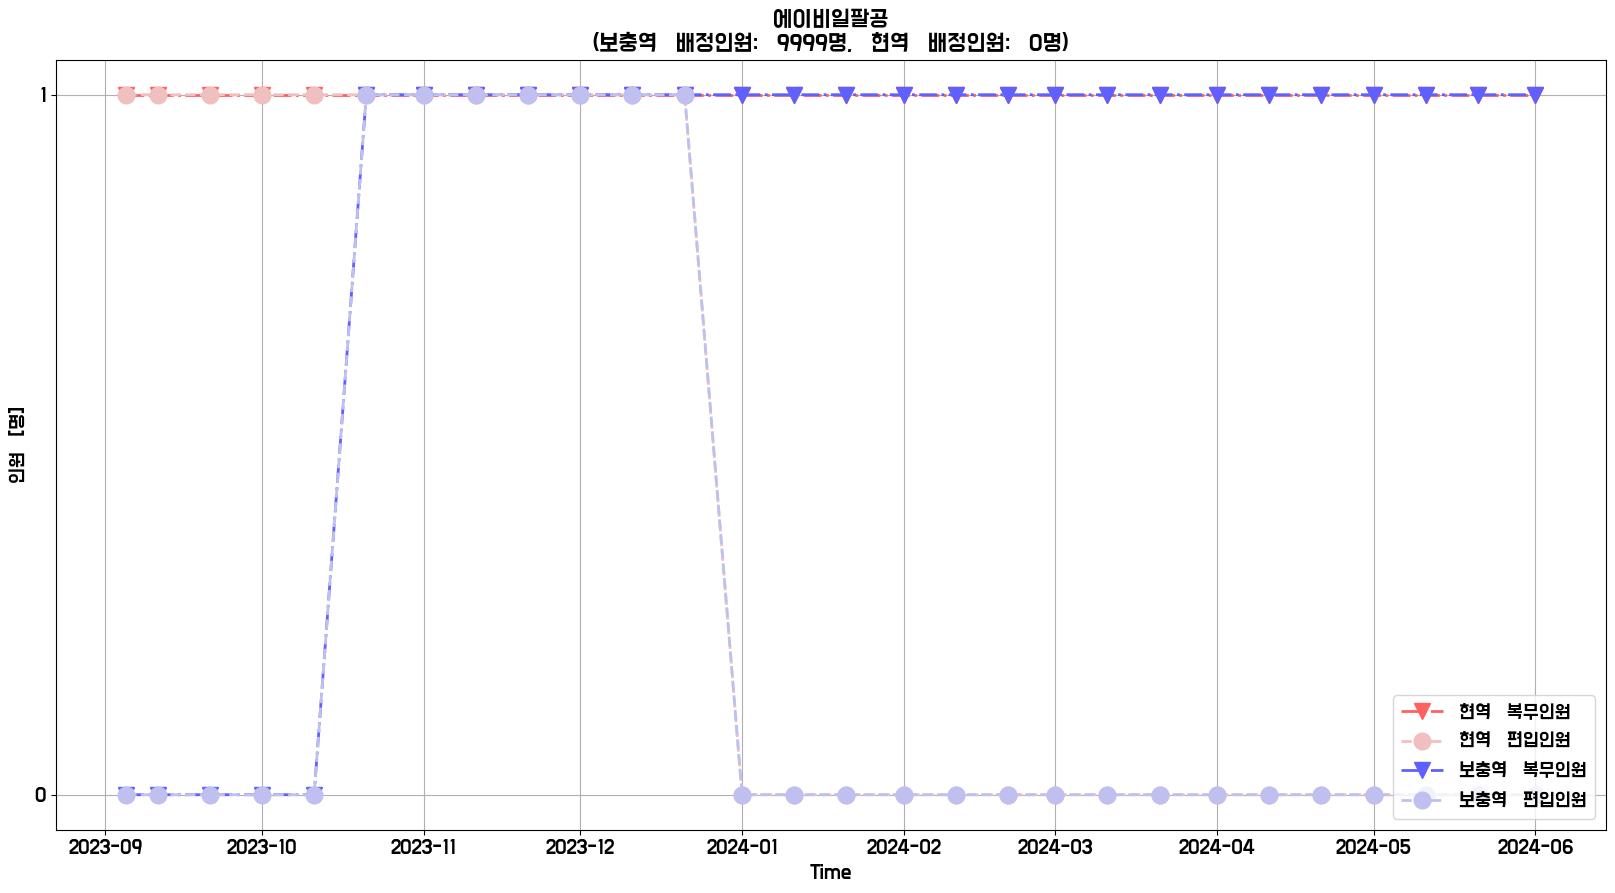 에이비일팔공
(보충역 배정인원: 9999명, 현역 배정인원: 0명)
인원 [명]
1
0
현역 복무인원
현역 편입인원
보충역 복무인원
보충역 편입인원
2023-09 2023-10 2023-11 2023-12 2024-01 2024-02 2024-03 2024-04 2024-05 2024-06
Time